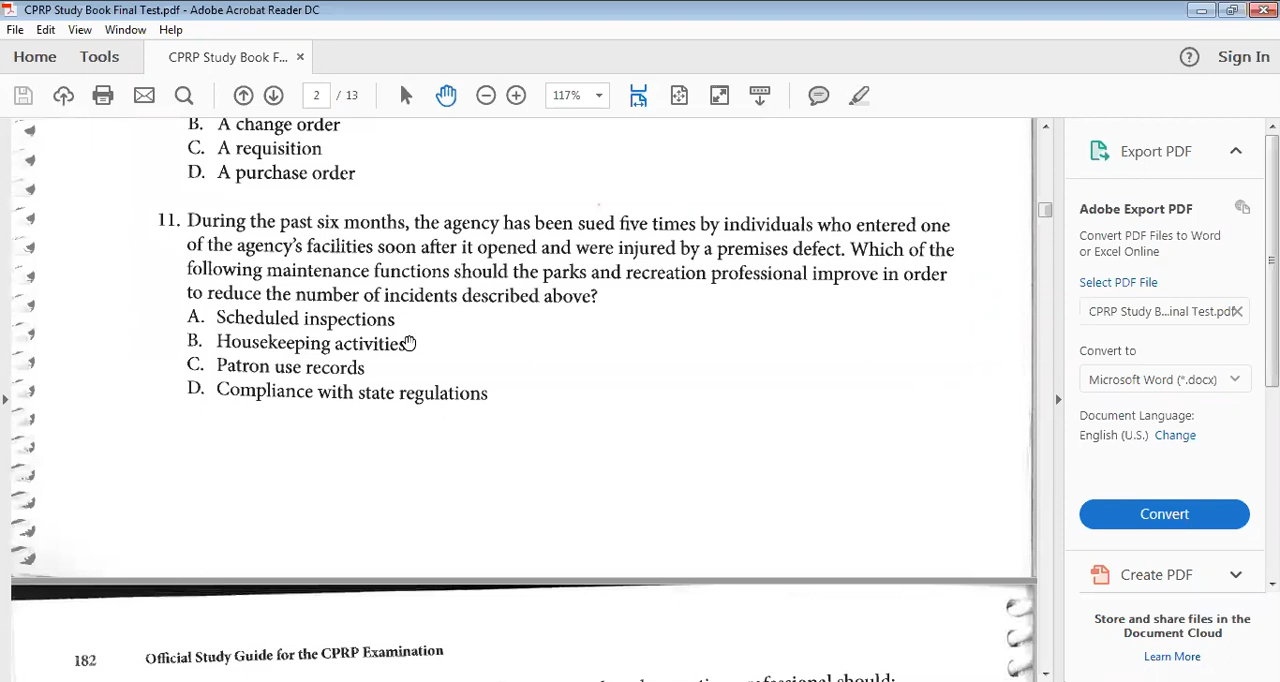 CPRP Study Book Final Test.pdf - Adobe Acrobat Reader DC
File Edit View Window Help
Home Tools CPRP Study Book F... × Sign In
2 / 13 117%
B. A change order
C. A requisition
D. A purchase order
11. During the past six months, the agency has been sued five times by individuals who entered one
of the agency's facilities soon after it opened and were injured by a premises defect. Which of the
following maintenance functions should the parks and recreation professional improve in order
to reduce the number of incidents described above?
A. Scheduled inspections
B. Housekeeping activities
C. Patron use records
D. Compliance with state regulations
182 Official Study Guide for the CPRP Examination
professional should:
Export PDF
Adobe Export PDF
Convert PDF Files to Word
or Excel Online
Select PDF File
CPRP Study B...inal Test.pdf
Convert to
Microsoft Word (*.docx)
Document Language:
English (U.S.) Change
Convert
Create PDF
Store and share files in the
Document Cloud
Learn More